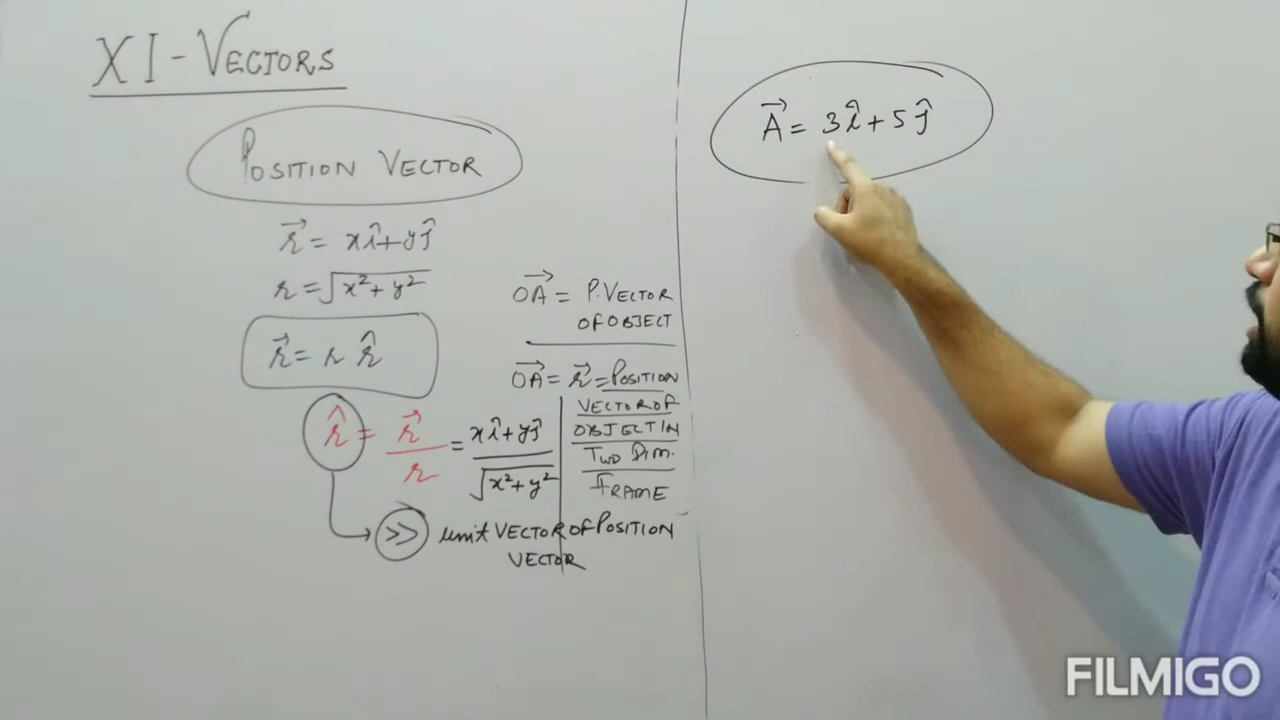 XI - VECTORS
POSITION VECTOR
r⃗ = xî + yĵ
r = √x² + y²
r⃗ = r r̂
r̂ = r⃗ / r = xî + yĵ / √x² + y²
>> unit VECTOR OF POSITION
VECTOR
OA⃗ = P. VECTOR
OF OBJECT
OA⃗ = r⃗ = POSITION
VECTOR OF
OBJECT IN
TWO DIM.
FRAME
A⃗ = 3î + 5ĵ
FILMIGO